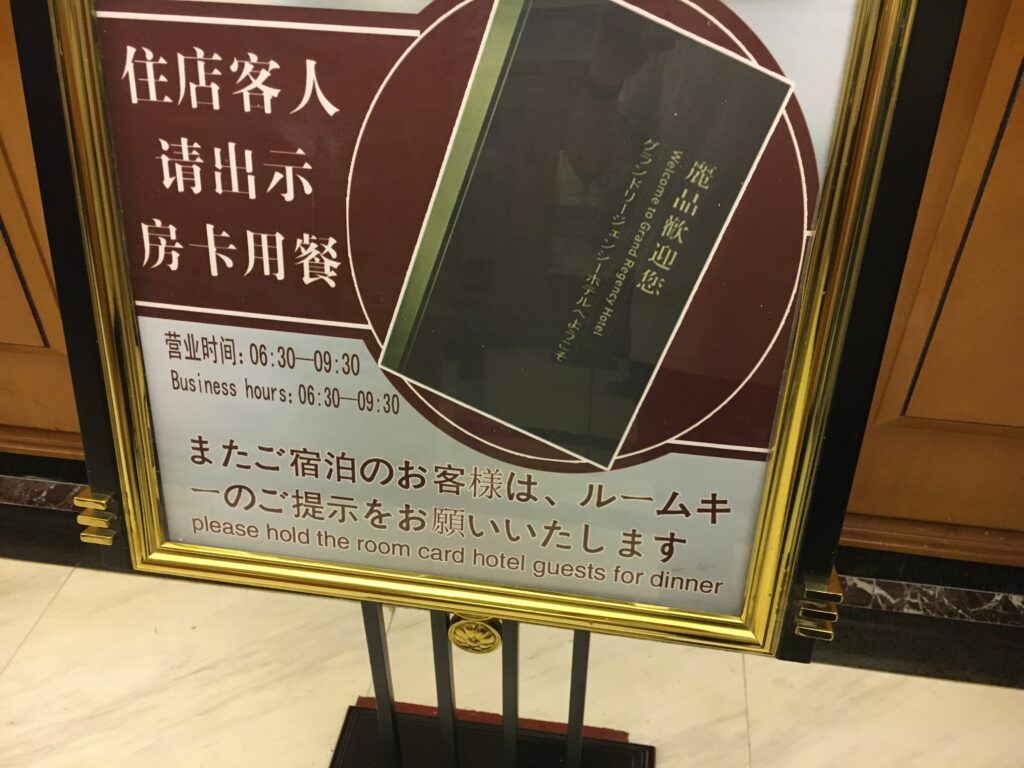 住店客人
请出示
房卡用餐
麗品歡迎您
Welcome to Grand Regency Hotel
グランドリージェンシーホテルへようこそ
营业时间:06:30—09:30
Business hours:06:30—09:30
またご宿泊のお客様は、ルームキ
ーのご提示をお願いいたします
please hold the room card hotel guests for dinner